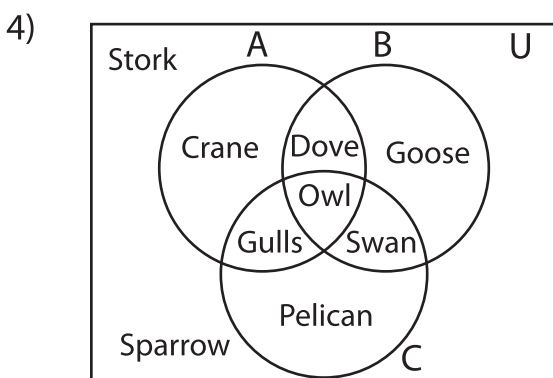 4)
A B U
Stork
Crane Dove Goose
Owl
Gulls Swan
Pelican
Sparrow C